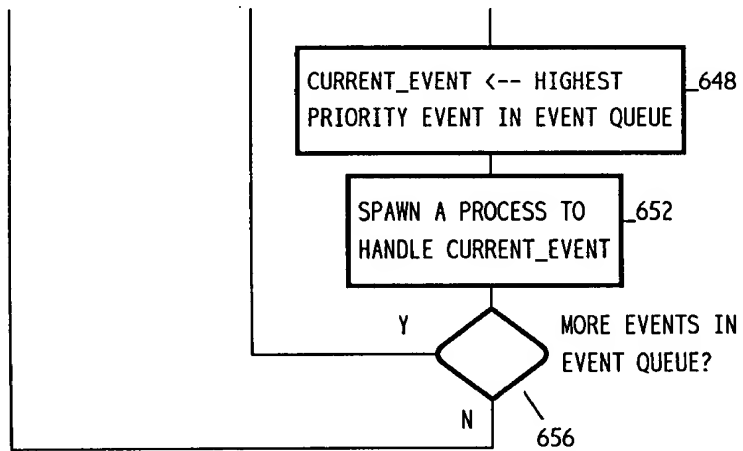 CURRENT_EVENT <-- HIGHEST
PRIORITY EVENT IN EVENT QUEUE
648
SPAWN A PROCESS TO
HANDLE CURRENT_EVENT
652
Y
MORE EVENTS IN
EVENT QUEUE?
N
656